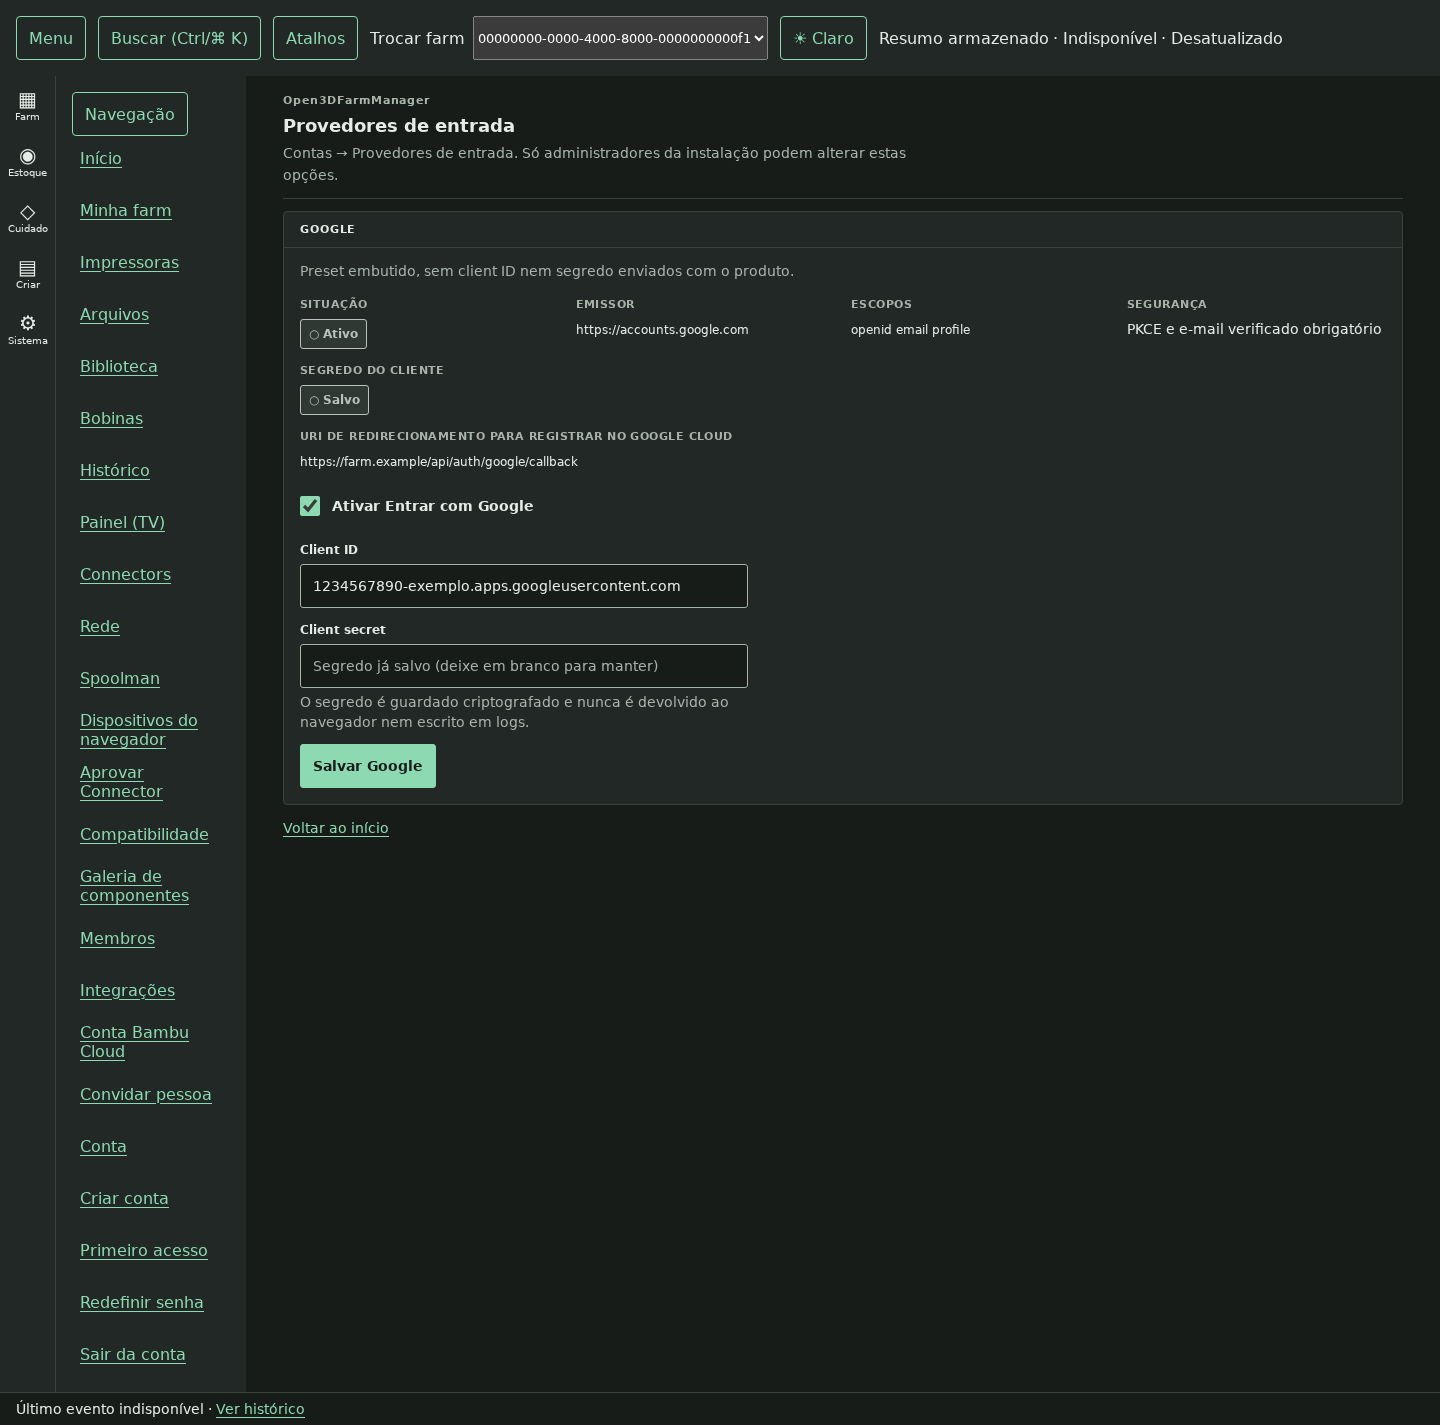 Menu
Buscar (Ctrl/⌘ K)
Atalhos
Trocar farm
00000000-0000-4000-8000-0000000000f1
☀ Claro
Resumo armazenado · Indisponível · Desatualizado
Farm
Estoque
Cuidado
Criar
Sistema
Navegação
Início
Minha farm
Impressoras
Arquivos
Biblioteca
Bobinas
Histórico
Painel (TV)
Connectors
Rede
Spoolman
Dispositivos do
navegador
Aprovar
Connector
Compatibilidade
Galeria de
componentes
Membros
Integrações
Conta Bambu
Cloud
Convidar pessoa
Conta
Criar conta
Primeiro acesso
Redefinir senha
Sair da conta
Open3DFarmManager
Provedores de entrada
Contas → Provedores de entrada. Só administradores da instalação podem alterar estas
opções.
GOOGLE
Preset embutido, sem client ID nem segredo enviados com o produto.
SITUAÇÃO
○ Ativo
EMISSOR
https://accounts.google.com
ESCOPOS
openid email profile
SEGURANÇA
PKCE e e-mail verificado obrigatório
SEGREDO DO CLIENTE
○ Salvo
URI DE REDIRECIONAMENTO PARA REGISTRAR NO GOOGLE CLOUD
https://farm.example/api/auth/google/callback
Ativar Entrar com Google
Client ID
1234567890-exemplo.apps.googleusercontent.com
Client secret
Segredo já salvo (deixe em branco para manter)
O segredo é guardado criptografado e nunca é devolvido ao
navegador nem escrito em logs.
Salvar Google
Voltar ao início
Último evento indisponível · Ver histórico